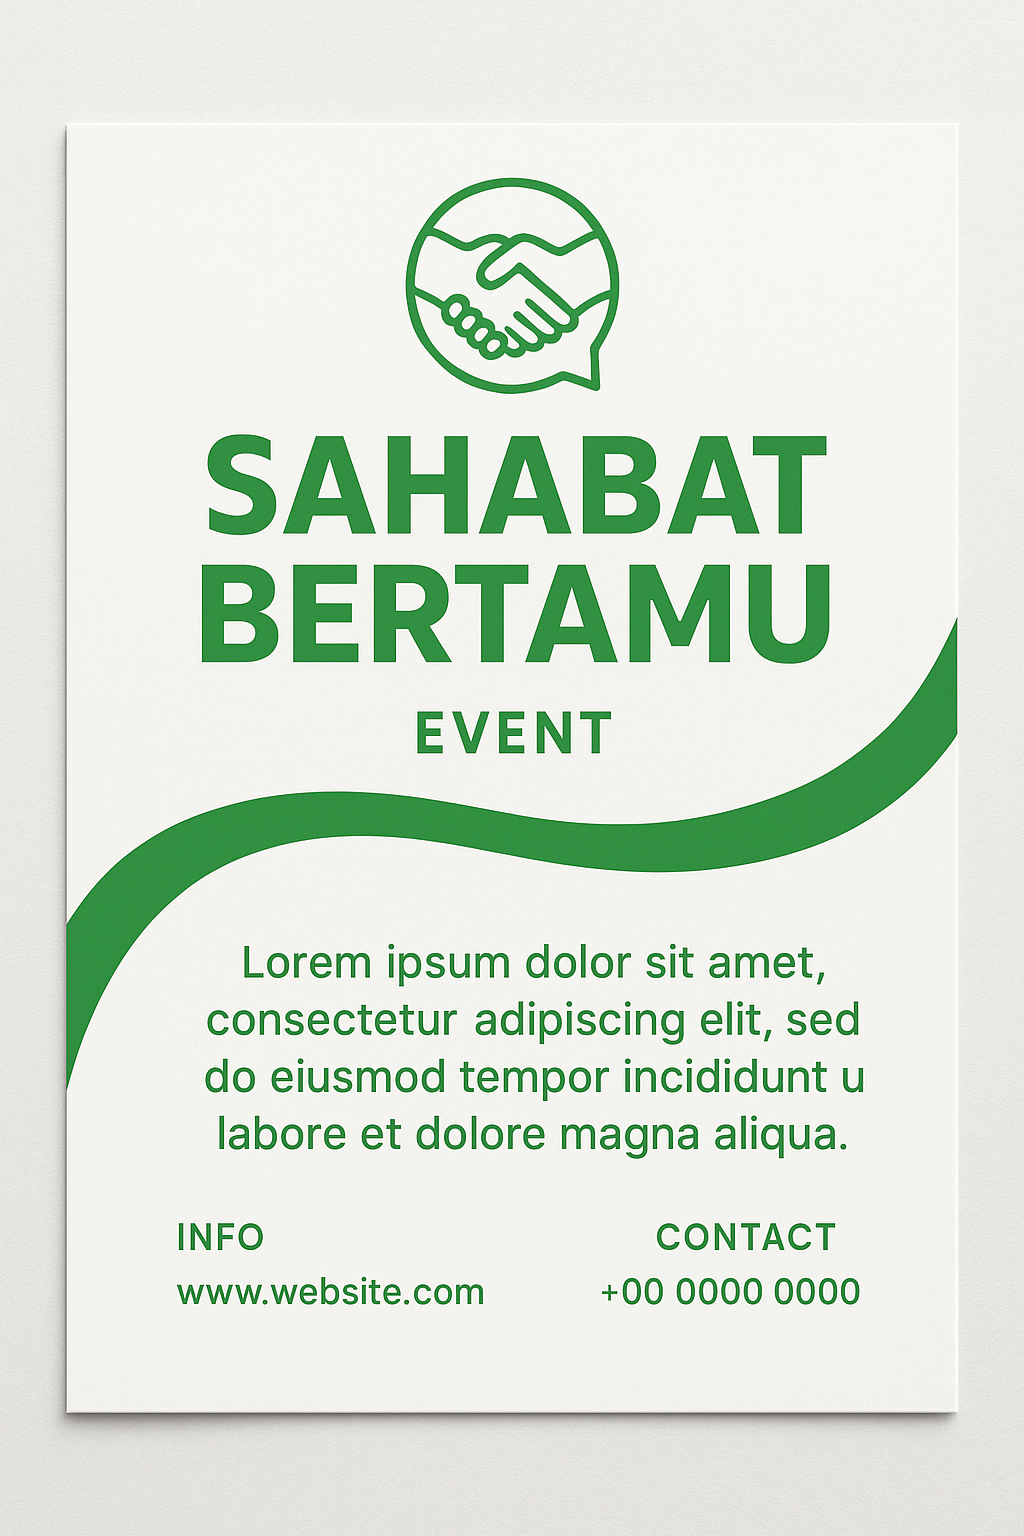 SAHABAT
BERTAMU
EVENT
Lorem ipsum dolor sit amet,
consectetur adipiscing elit, sed
do eiusmod tempor incididunt u
labore et dolore magna aliqua.
INFO
www.website.com
CONTACT
+00 0000 0000